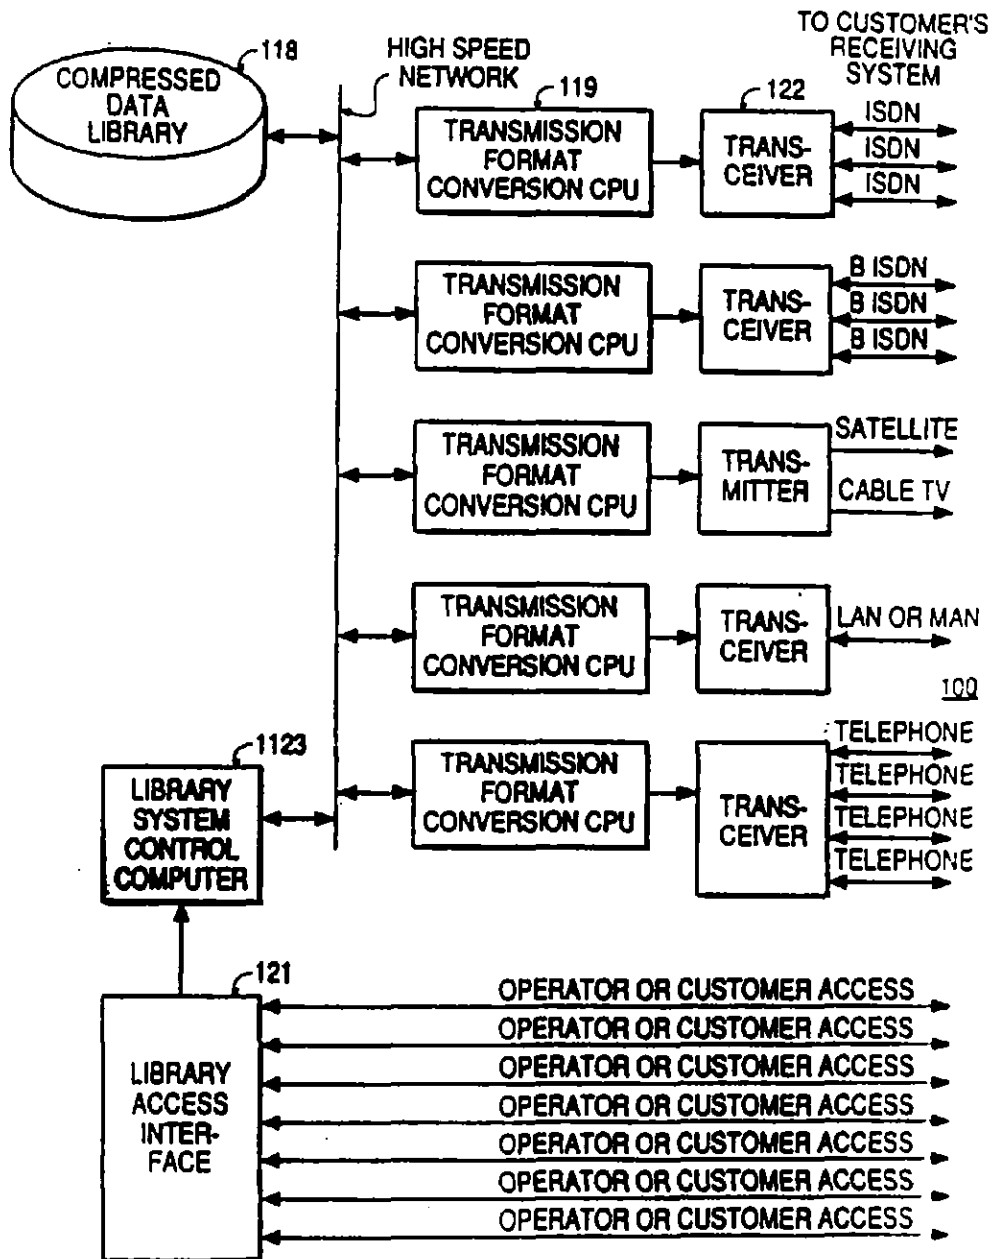 TO CUSTOMER'S
RECEIVING
SYSTEM
118
COMPRESSED
DATA
LIBRARY
HIGH SPEED
NETWORK
119
TRANSMISSION
FORMAT
CONVERSION CPU
122
TRANS-
CEIVER
ISDN
ISDN
ISDN
TRANSMISSION
FORMAT
CONVERSION CPU
TRANS-
CEIVER
B ISDN
B ISDN
B ISDN
TRANSMISSION
FORMAT
CONVERSION CPU
TRANS-
MITTER
SATELLITE
CABLE TV
TRANSMISSION
FORMAT
CONVERSION CPU
TRANS-
CEIVER
LAN OR MAN
100
1123
LIBRARY
SYSTEM
CONTROL
COMPUTER
TRANSMISSION
FORMAT
CONVERSION CPU
TRANS-
CEIVER
TELEPHONE
TELEPHONE
TELEPHONE
TELEPHONE
121
LIBRARY
ACCESS
INTER-
FACE
OPERATOR OR CUSTOMER ACCESS
OPERATOR OR CUSTOMER ACCESS
OPERATOR OR CUSTOMER ACCESS
OPERATOR OR CUSTOMER ACCESS
OPERATOR OR CUSTOMER ACCESS
OPERATOR OR CUSTOMER ACCESS
OPERATOR OR CUSTOMER ACCESS